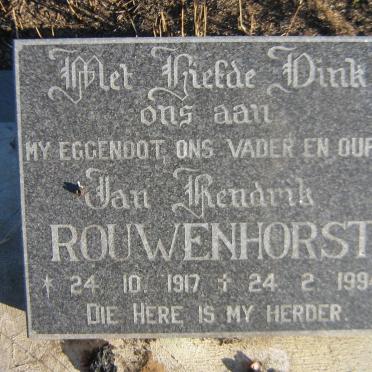 Met Liefde Dink
ons aan
MY EGGENOOT, ONS VADER EN OUP
Jan Hendrik
ROUWENHORST
* 24. 10. 1917 ✝ 24. 2. 1994
DIE HERE IS MY HERDER.